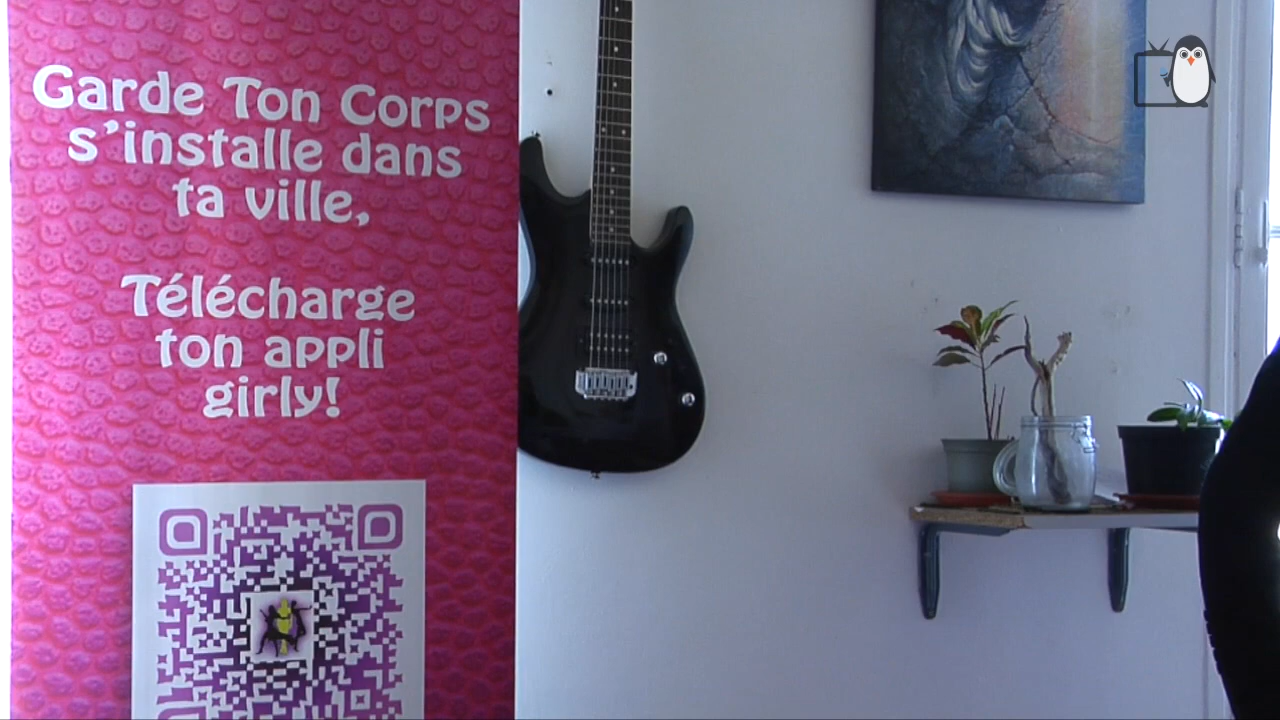 Garde Ton Corps
s'installe dans
ta ville,
Télécharge
ton appli
girly!